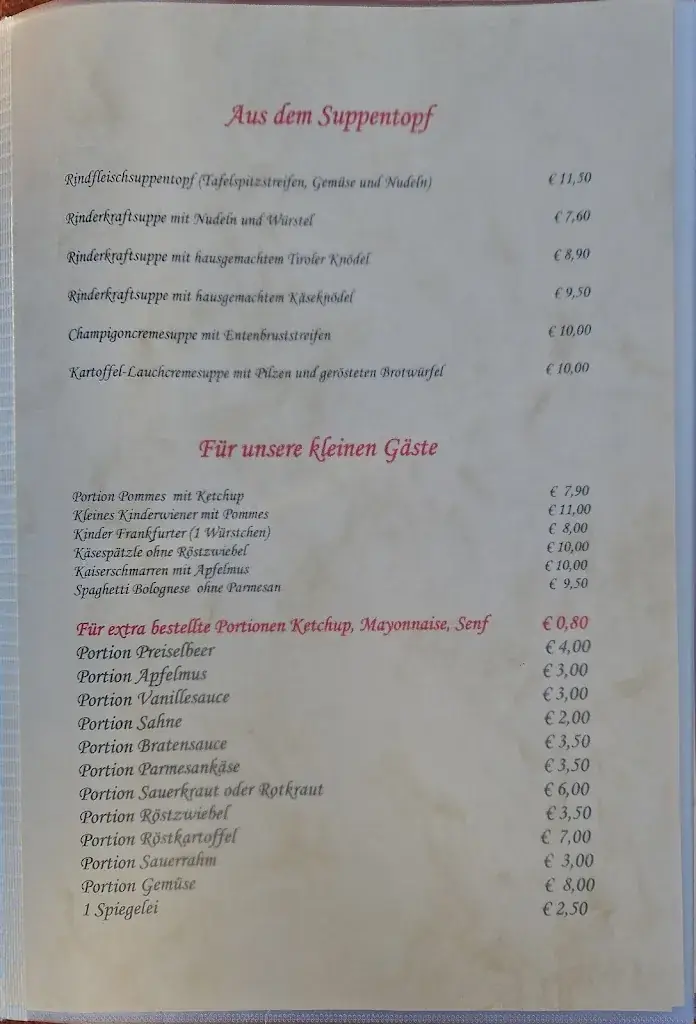 Aus dem Suppentopf
Rindfleischsuppentopf (Tafelspitzstreifen, Gemüse und Nudeln) € 11,50
Rinderkraftsuppe mit Nudeln und Würstel € 7,60
Rinderkraftsuppe mit hausgemachtem Tiroler Knödel € 8,90
Rinderkraftsuppe mit hausgemachtem Käseknödel € 9,50
Champigoncremesuppe mit Entenbruststreifen € 10,00
Kartoffel-Lauchcremesuppe mit Pilzen und gerösteten Brotwürfel € 10,00
Für unsere kleinen Gäste
Portion Pommes mit Ketchup € 7,90
Kleines Kinderwiener mit Pommes € 11,00
Kinder Frankfurter (1 Würstchen) € 8,00
Käsespätzle ohne Röstzwiebel € 10,00
Kaiserschmarren mit Apfelmus € 10,00
Spaghetti Bolognese ohne Parmesan € 9,50
Für extra bestellte Portionen Ketchup, Mayonnaise, Senf € 0,80
Portion Preiselbeer € 4,00
Portion Apfelmus € 3,00
Portion Vanillesauce € 3,00
Portion Sahne € 2,00
Portion Bratensauce € 3,50
Portion Parmesankäse € 3,50
Portion Sauerkraut oder Rotkraut € 6,00
Portion Röstzwiebel € 3,50
Portion Röstkartoffel € 7,00
Portion Sauerrahm € 3,00
Portion Gemüse € 8,00
1 Spiegelei € 2,50